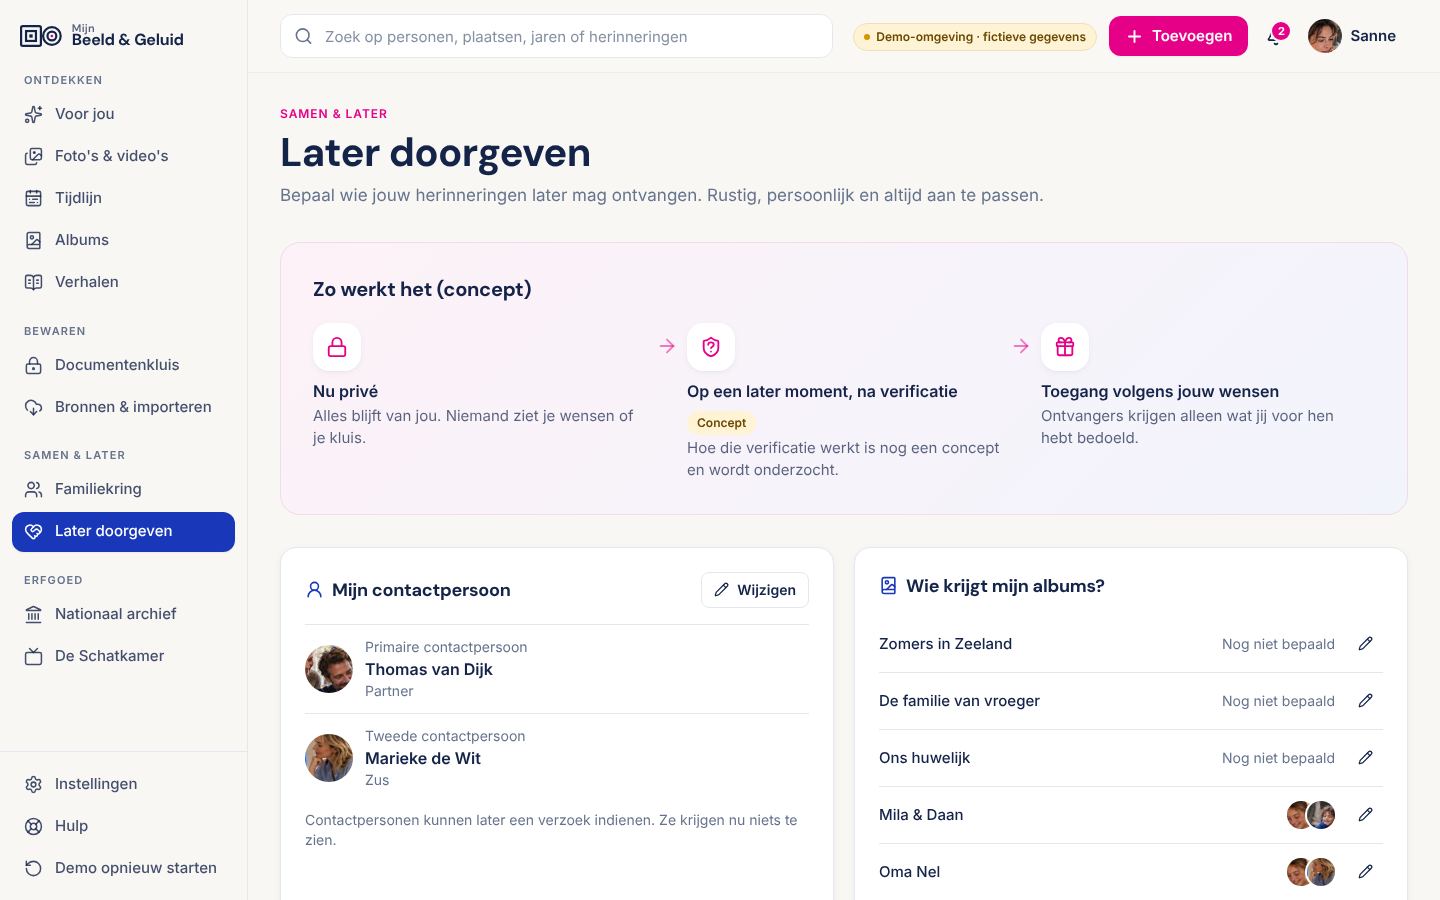 Mijn
Beeld & Geluid
Zoek op personen, plaatsen, jaren of herinneringen
Demo-omgeving · fictieve gegevens
Toevoegen
2
Sanne
ONTDEKKEN
Voor jou
Foto's & video's
Tijdlijn
Albums
Verhalen
BEWAREN
Documentenkluis
Bronnen & importeren
SAMEN & LATER
Familiekring
Later doorgeven
ERFGOED
Nationaal archief
De Schatkamer
Instellingen
Hulp
Demo opnieuw starten
SAMEN & LATER
Later doorgeven
Bepaal wie jouw herinneringen later mag ontvangen. Rustig, persoonlijk en altijd aan te passen.
Zo werkt het (concept)
Nu privé
Alles blijft van jou. Niemand ziet je wensen of
je kluis.
Op een later moment, na verificatie
Concept
Hoe die verificatie werkt is nog een concept
en wordt onderzocht.
Toegang volgens jouw wensen
Ontvangers krijgen alleen wat jij voor hen
hebt bedoeld.
Mijn contactpersoon
Wijzigen
Primaire contactpersoon
Thomas van Dijk
Partner
Tweede contactpersoon
Marieke de Wit
Zus
Contactpersonen kunnen later een verzoek indienen. Ze krijgen nu niets te
zien.
Wie krijgt mijn albums?
Zomers in Zeeland
Nog niet bepaald
De familie van vroeger
Nog niet bepaald
Ons huwelijk
Nog niet bepaald
Mila & Daan
Oma Nel